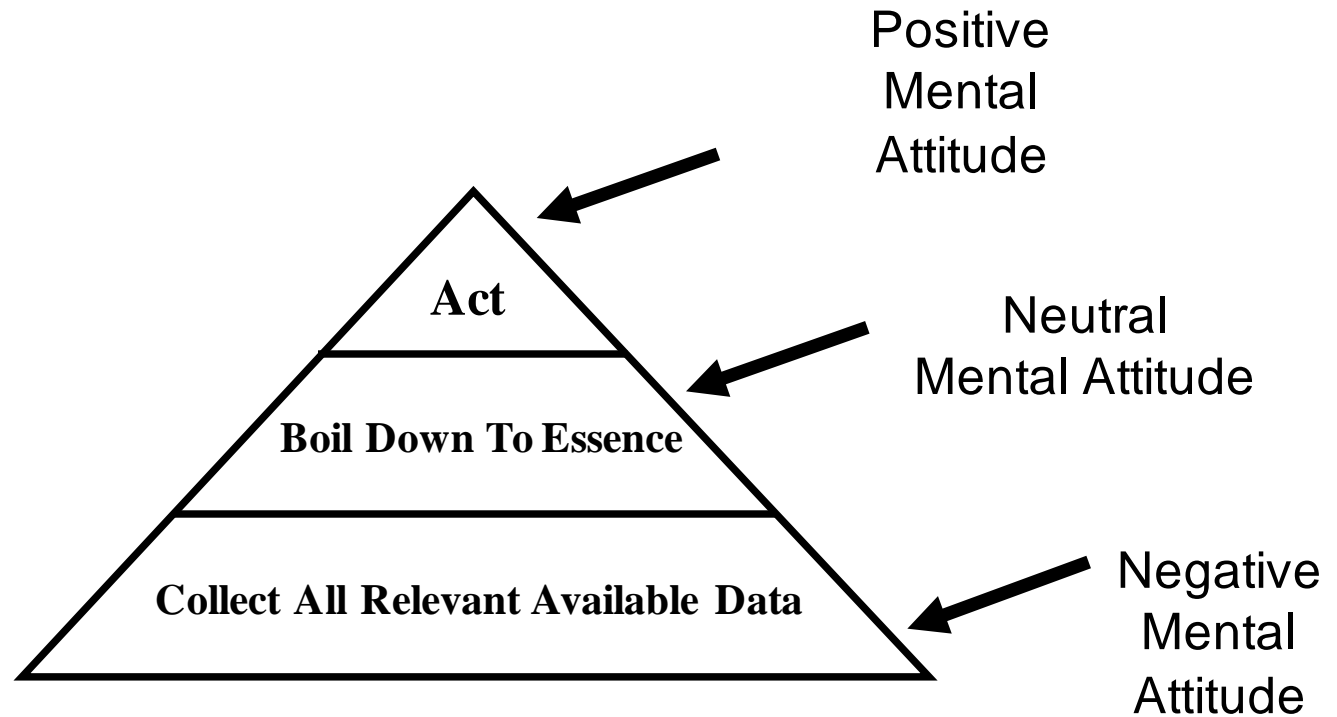 Positive
Mental
Attitude
Act
Neutral
Mental Attitude
Boil Down To Essence
Collect All Relevant Available Data
Negative
Mental
Attitude